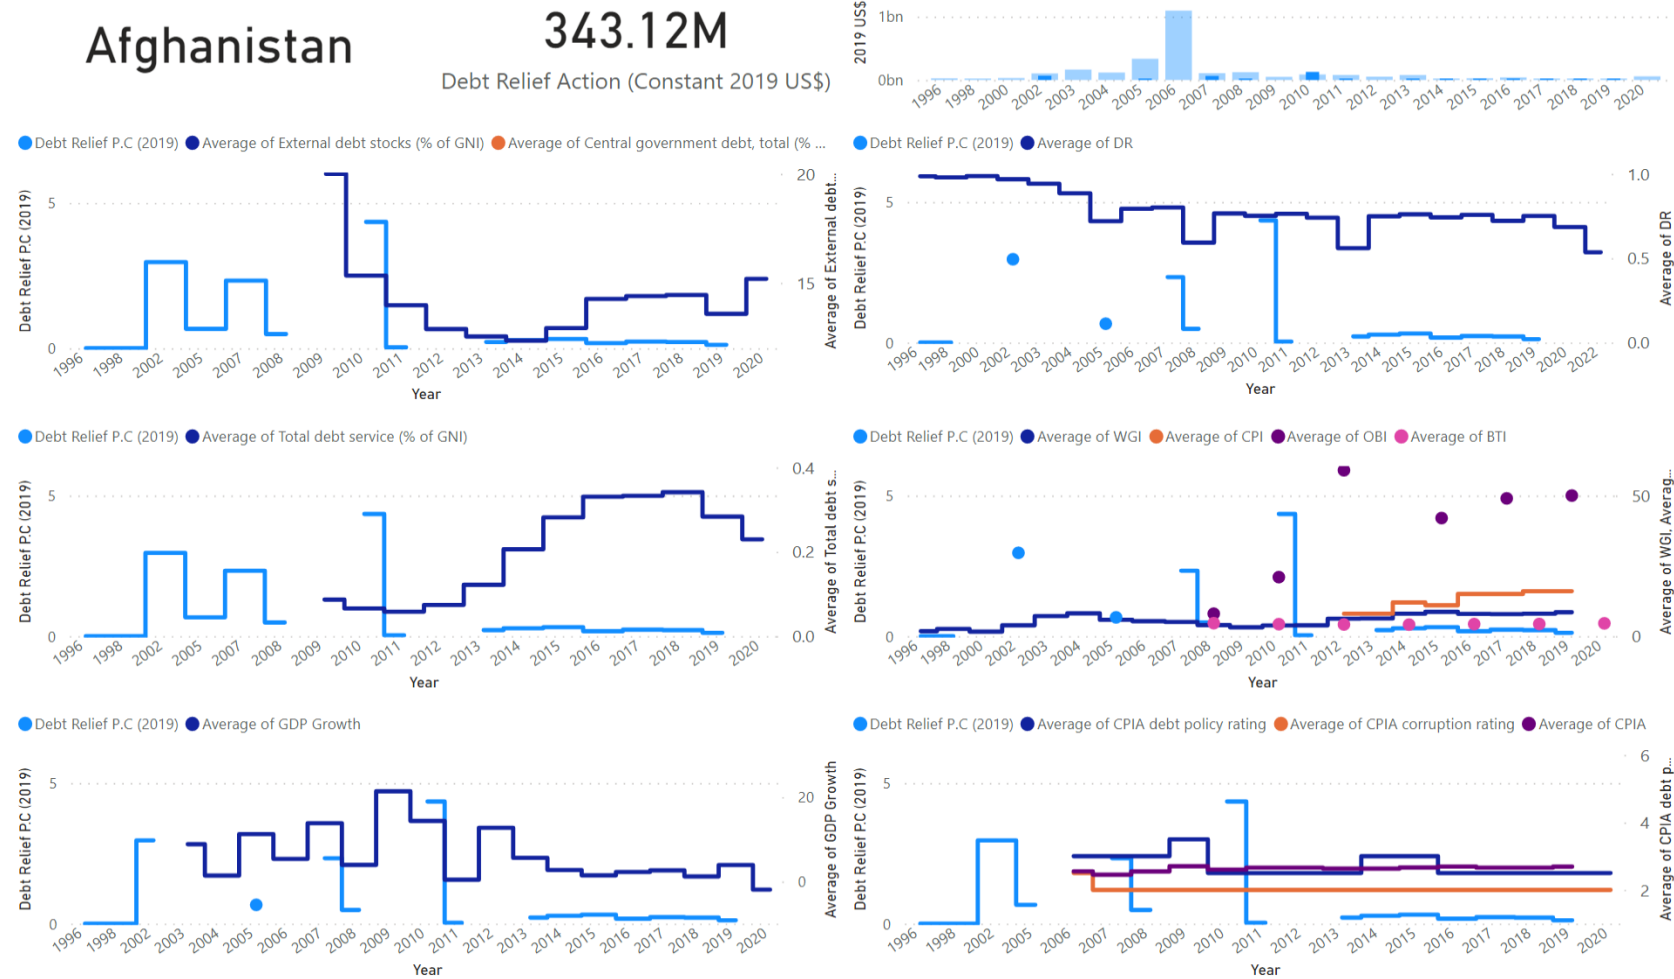 Afghanistan
343.12M
Debt Relief Action (Constant 2019 US$)
2019 US$
1bn
0bn
1996 1998 2000 2002 2003 2004 2005 2006 2007 2008 2009 2010 2011 2012 2013 2014 2015 2016 2017 2018 2019 2020
Debt Relief P.C (2019) Average of External debt stocks (% of GNI) Average of Central government debt, total (% ...
Debt Relief P.C (2019)
5
0
20
15
Average of External debt...
1996 1998 2002 2005 2007 2008 2009 2010 2011 2012 2013 2014 2015 2016 2017 2018 2019 2020
Year
Debt Relief P.C (2019) Average of DR
Debt Relief P.C (2019)
5
0
1.0
0.5
0.0
Average of DR
1996 1998 2000 2002 2003 2004 2005 2006 2007 2008 2009 2010 2011 2012 2013 2014 2015 2016 2017 2018 2019 2020 2022
Year
Debt Relief P.C (2019) Average of Total debt service (% of GNI)
Debt Relief P.C (2019)
5
0
0.4
0.2
0.0
Average of Total debt s...
1996 1998 2002 2005 2007 2008 2009 2010 2011 2012 2013 2014 2015 2016 2017 2018 2019 2020
Year
Debt Relief P.C (2019) Average of WGI Average of CPI Average of OBI Average of BTI
Debt Relief P.C (2019)
5
0
50
0
Average of WGI, Averag...
1996 1998 2000 2002 2003 2004 2005 2006 2007 2008 2009 2010 2011 2012 2013 2014 2015 2016 2017 2018 2019 2020
Year
Debt Relief P.C (2019) Average of GDP Growth
Debt Relief P.C (2019)
5
0
20
0
Average of GDP Growth
1996 1998 2002 2003 2004 2005 2006 2007 2008 2009 2010 2011 2012 2013 2014 2015 2016 2017 2018 2019 2020
Year
Debt Relief P.C (2019) Average of CPIA debt policy rating Average of CPIA corruption rating Average of CPIA
Debt Relief P.C (2019)
5
0
6
4
2
Average of CPIA debt p...
1996 1998 2002 2005 2006 2007 2008 2009 2010 2011 2012 2013 2014 2015 2016 2017 2018 2019 2020
Year